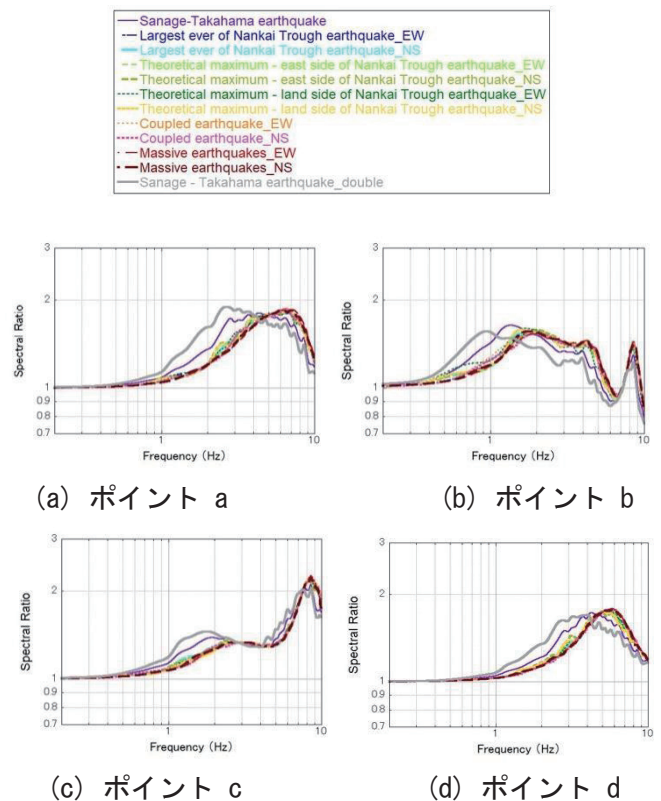 Sanage-Takahama earthquake
Largest ever of Nankai Trough earthquake_EW
Largest ever of Nankai Trough earthquake_NS
Theoretical maximum - east side of Nankai Trough earthquake_EW
Theoretical maximum - east side of Nankai Trough earthquake_NS
Theoretical maximum - land side of Nankai Trough earthquake_EW
Theoretical maximum - land side of Nankai Trough earthquake_NS
Coupled earthquake_EW
Coupled earthquake_NS
Massive earthquakes_EW
Massive earthquakes_NS
Sanage - Takahama earthquake_double
3
2
1
0.9
0.8
0.7
Spectral Ratio
1
10
Frequency (Hz)
(a) ポイント a
3
2
1
0.9
0.8
0.7
Spectral Ratio
1
10
Frequency (Hz)
(b) ポイント b
3
2
1
0.9
0.8
0.7
Spectral Ratio
1
10
Frequency (Hz)
(c) ポイント c
3
2
1
0.9
0.8
0.7
Spectral Ratio
1
10
Frequency (Hz)
(d) ポイント d